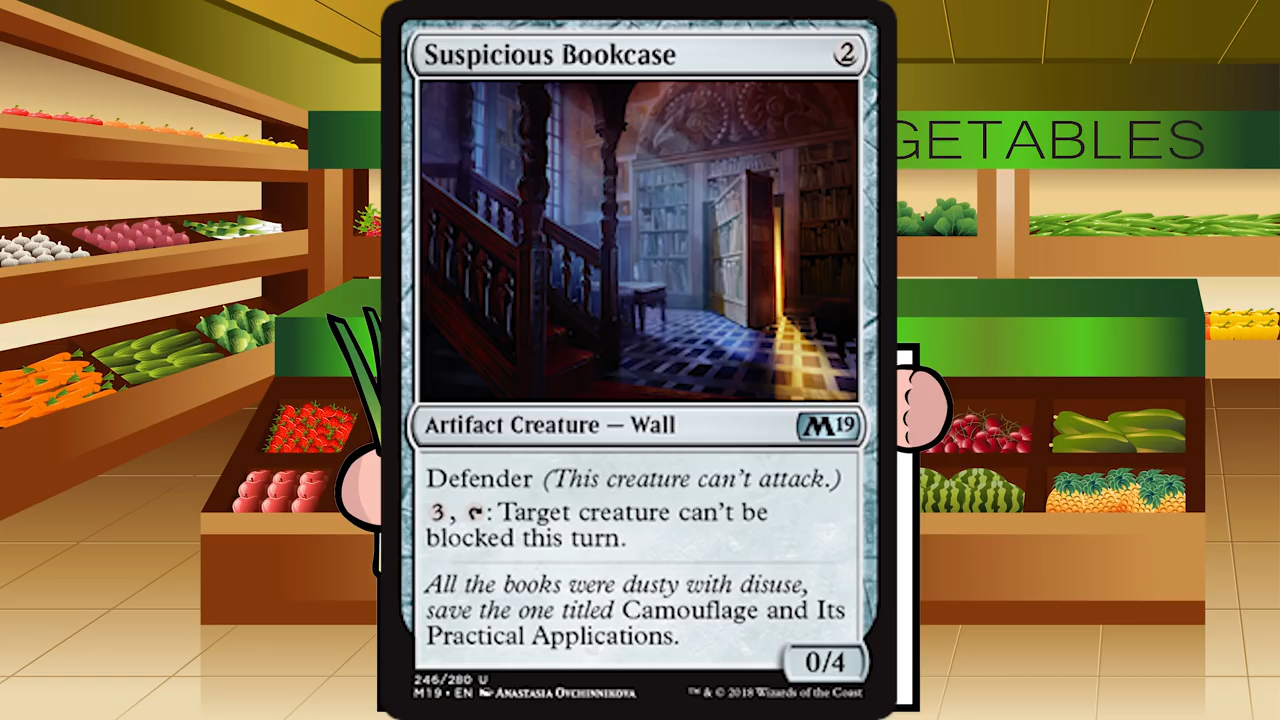 Suspicious Bookcase 2
GETABLES
Artifact Creature — Wall M19
Defender (This creature can't attack.)
3, : Target creature can't be
blocked this turn.
All the books were dusty with disuse,
save the one titled Camouflage and Its
Practical Applications.
0/4
246/280 U
M19 • EN Anastasia Ovchinnikova
™ & © 2018 Wizards of the Coast